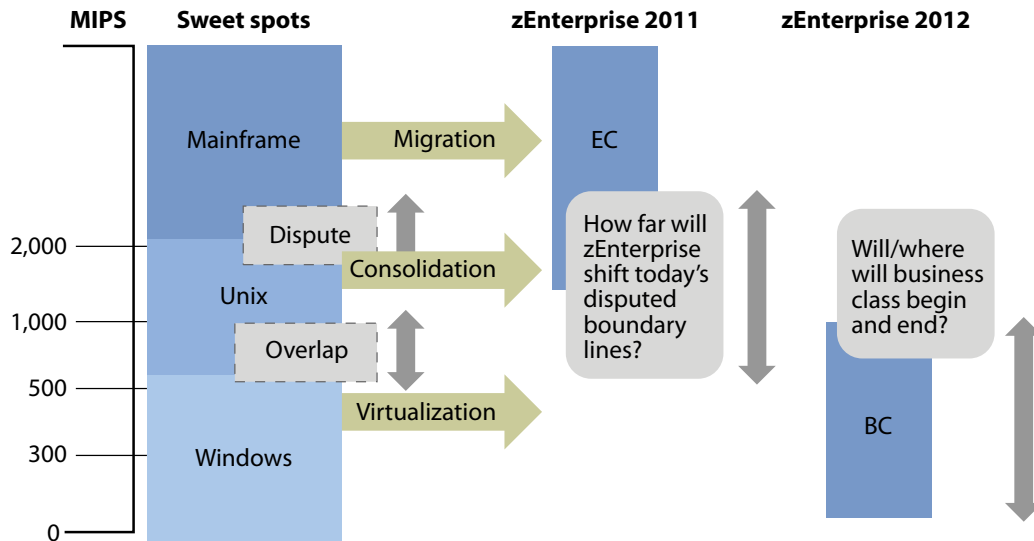 MIPS
Sweet spots
zEnterprise 2011
zEnterprise 2012
Mainframe
Migration
EC
Dispute
2,000
Consolidation
Unix
1,000
Overlap
500
Virtualization
Windows
300
0
How far will
zEnterprise
shift today’s
disputed
boundary
lines?
Will/where
will business
class begin
and end?
BC